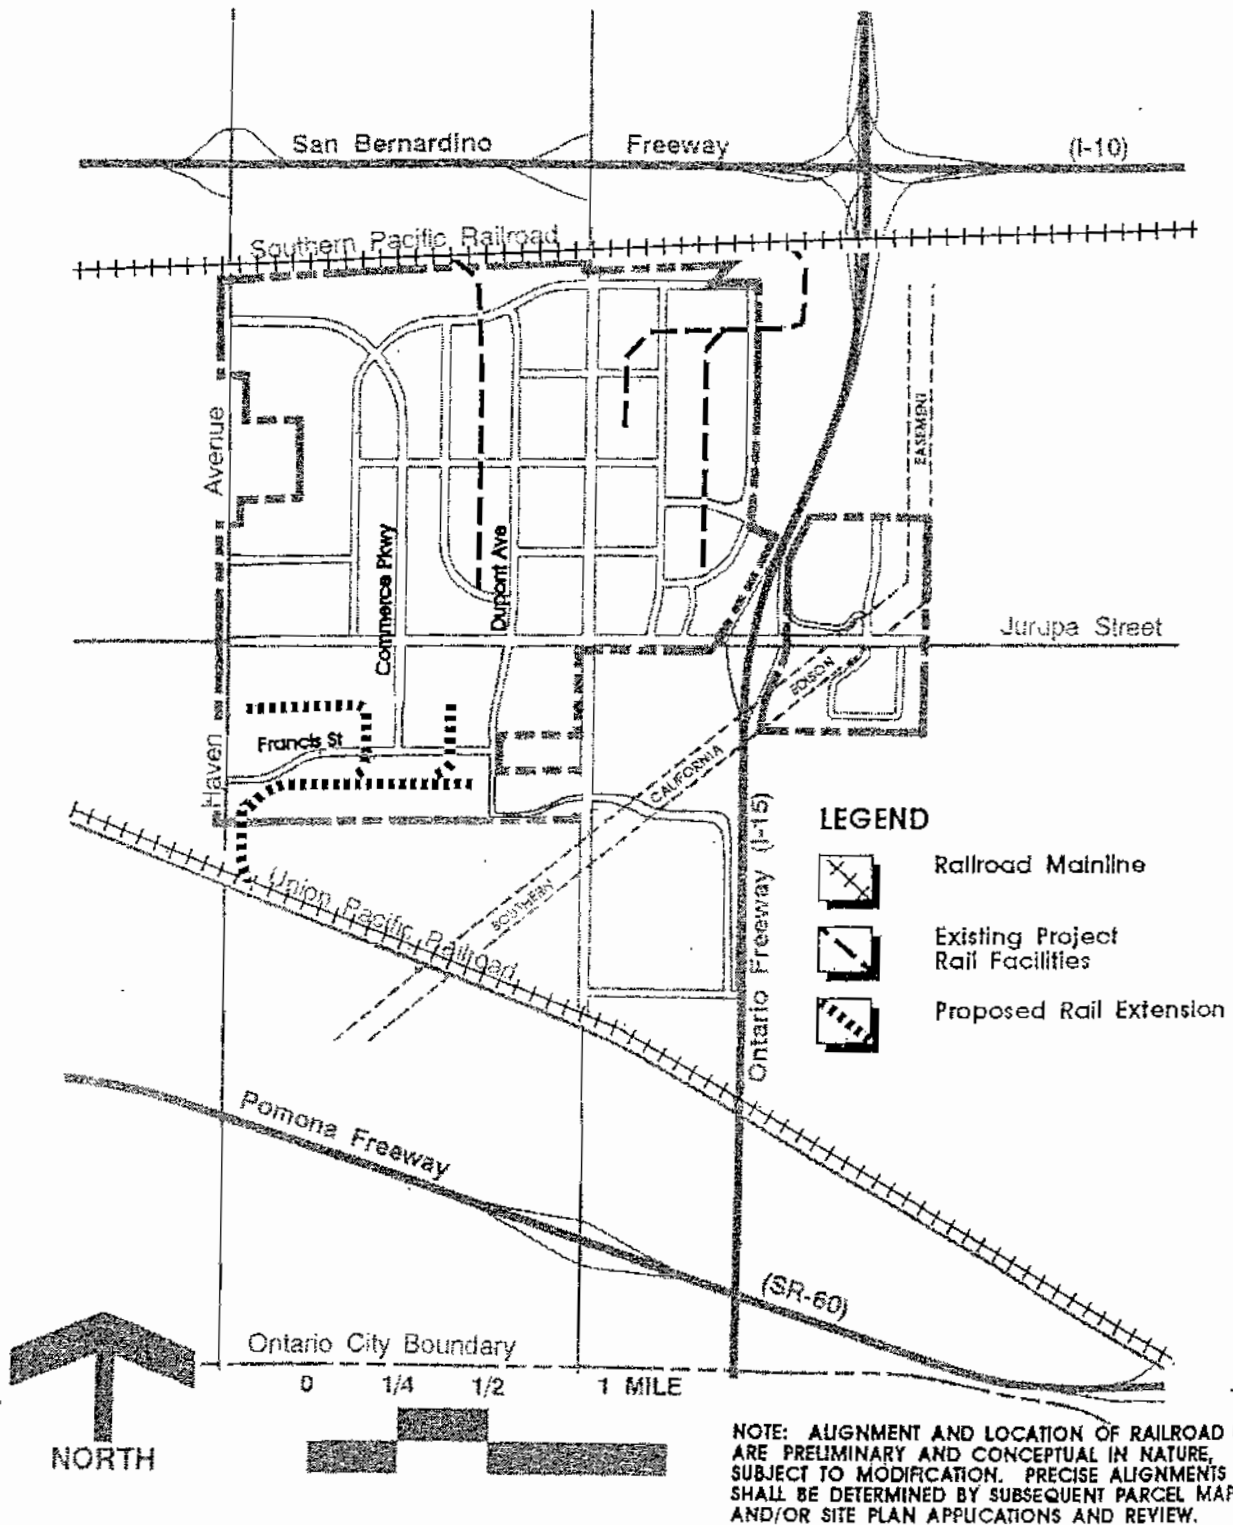 San Bernardino Freeway (I-10)
Southern Pacific Railroad
Avenue
Haven
EASEMENT
Commerce Pkwy
Dupont Ave
Jurupa Street
EDISON
CALIFORNIA
SOUTHERN
Francis St
Union Pacific Railroad
Ontario Freeway (I-15)
LEGEND
Railroad Mainline
Existing Project
Rail Facilities
Proposed Rail Extension
Pomona Freeway
(SR-60)
Ontario City Boundary
0 1/4 1/2 1 MILE
NORTH
NOTE: ALIGNMENT AND LOCATION OF RAILROAD
ARE PRELIMINARY AND CONCEPTUAL IN NATURE,
SUBJECT TO MODIFICATION. PRECISE ALIGNMENTS
SHALL BE DETERMINED BY SUBSEQUENT PARCEL MAP
AND/OR SITE PLAN APPLICATIONS AND REVIEW.